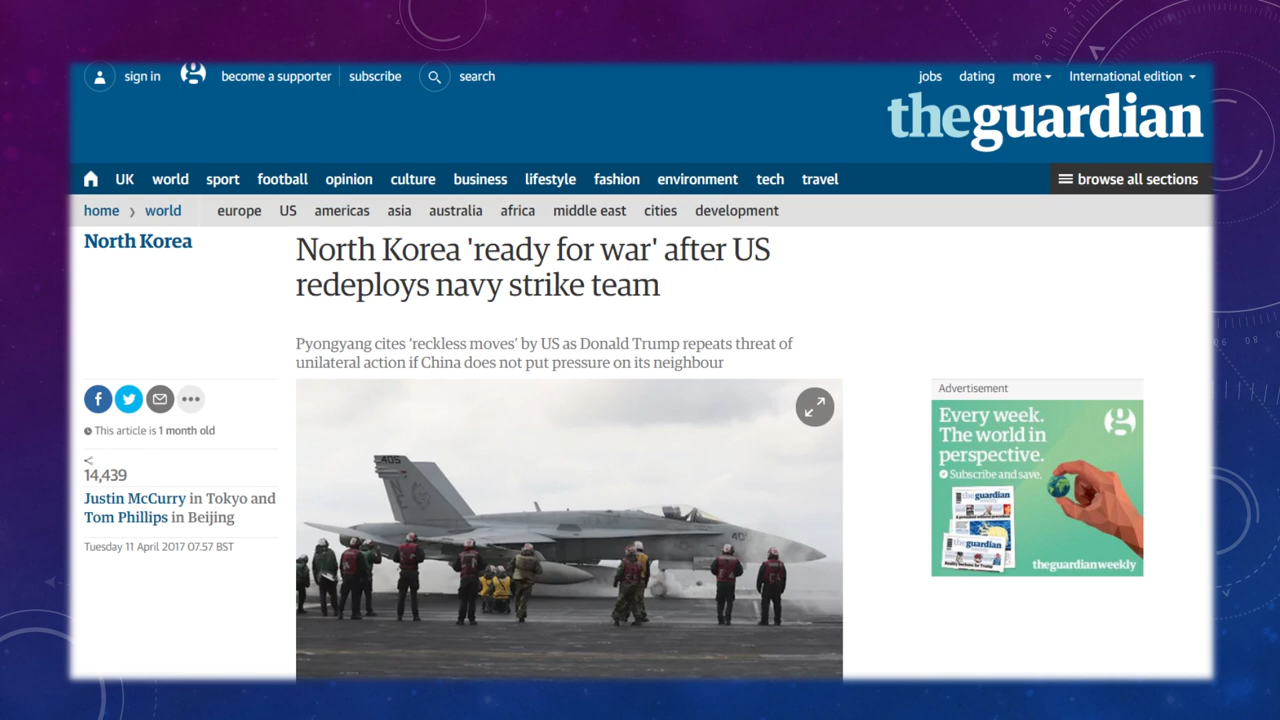 sign in become a supporter subscribe search
jobs dating more International edition
theguardian
UK world sport football opinion culture business lifestyle fashion environment tech travel
browse all sections
home world europe US americas asia australia africa middle east cities development
North Korea
North Korea 'ready for war' after US
redeploys navy strike team
Pyongyang cites ‘reckless moves’ by US as Donald Trump repeats threat of
unilateral action if China does not put pressure on its neighbour
This article is 1 month old
14,439
Justin McCurry in Tokyo and
Tom Phillips in Beijing
Tuesday 11 April 2017 07.57 BST
405
Advertisement
Every week.
The world in
perspective.
Subscribe and save.
theguardian
theguardian
theguardianweekly
200